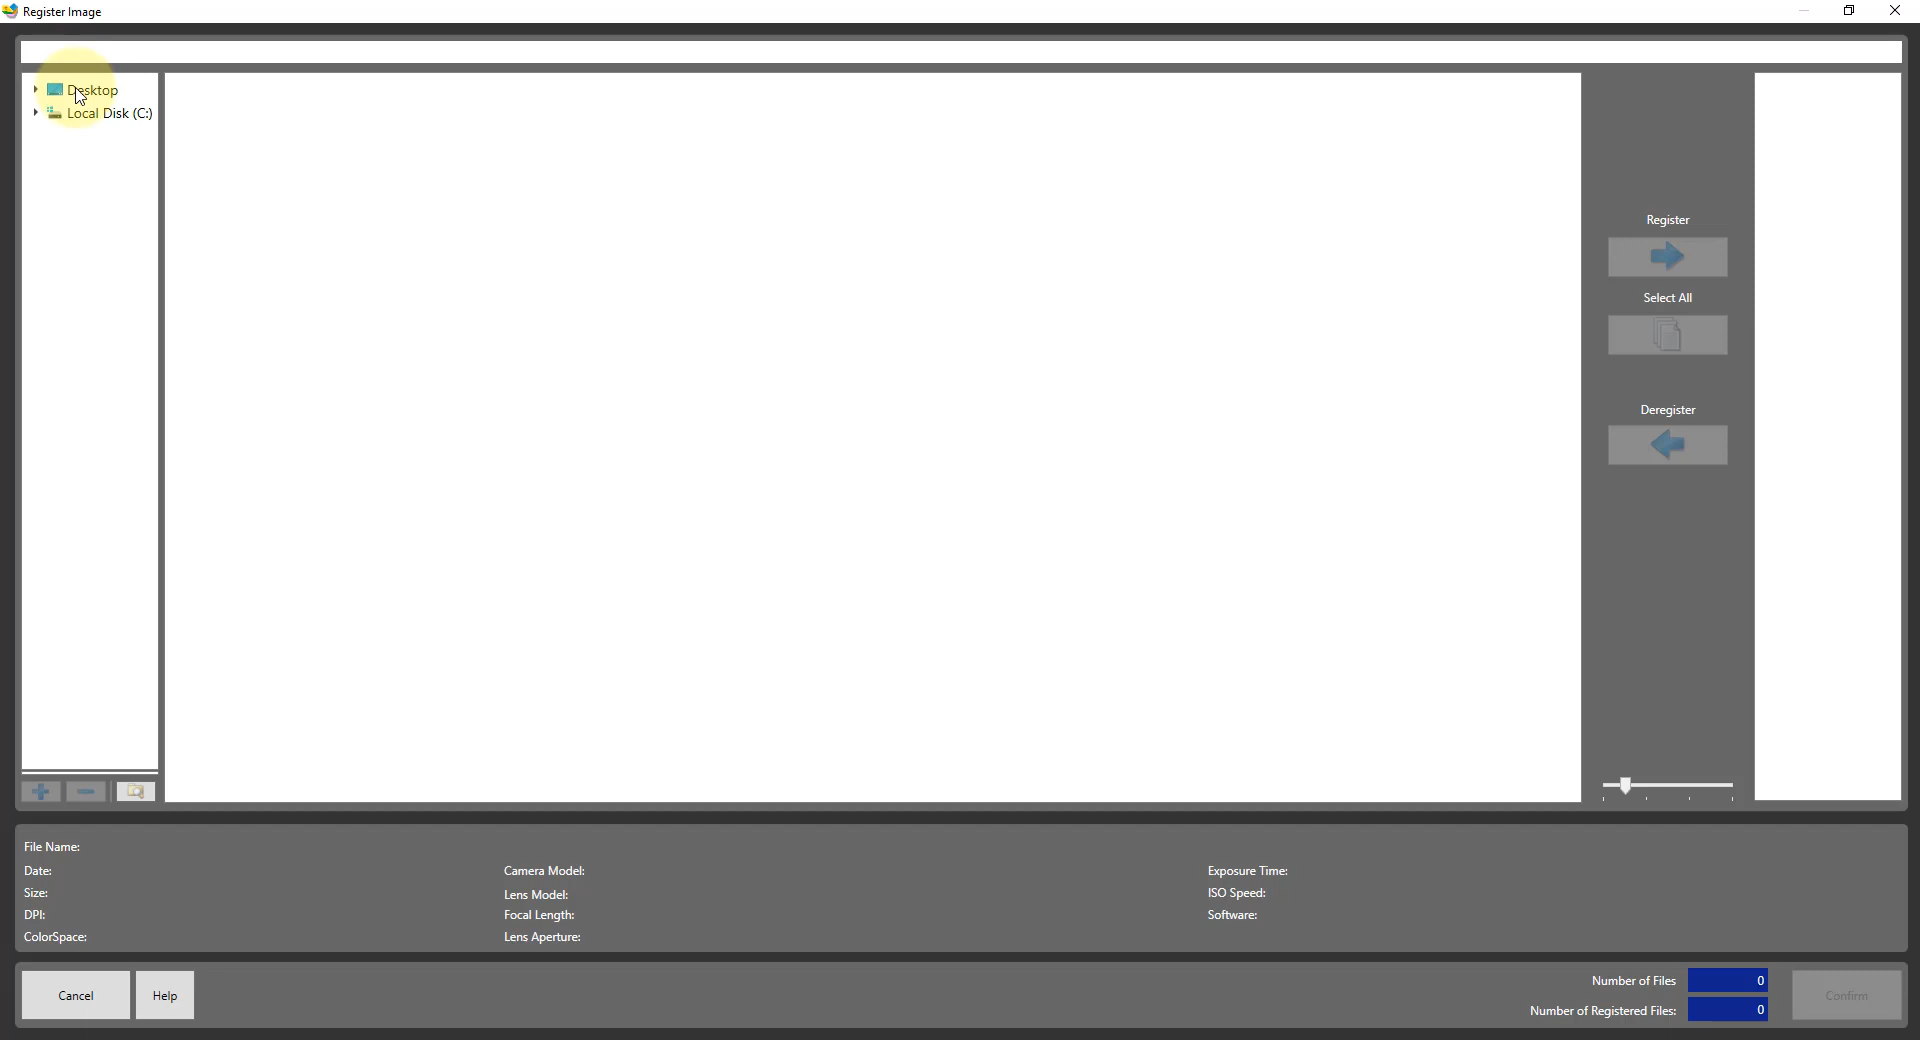 Register Image
Desktop
Local Disk (C:)
Register
Select All
Deregister
File Name:
Date:
Camera Model:
Exposure Time:
Size:
Lens Model:
ISO Speed:
DPI:
Focal Length:
Software:
ColorSpace:
Lens Aperture:
Cancel
Help
Number of Files 0
Number of Registered Files: 0
Confirm